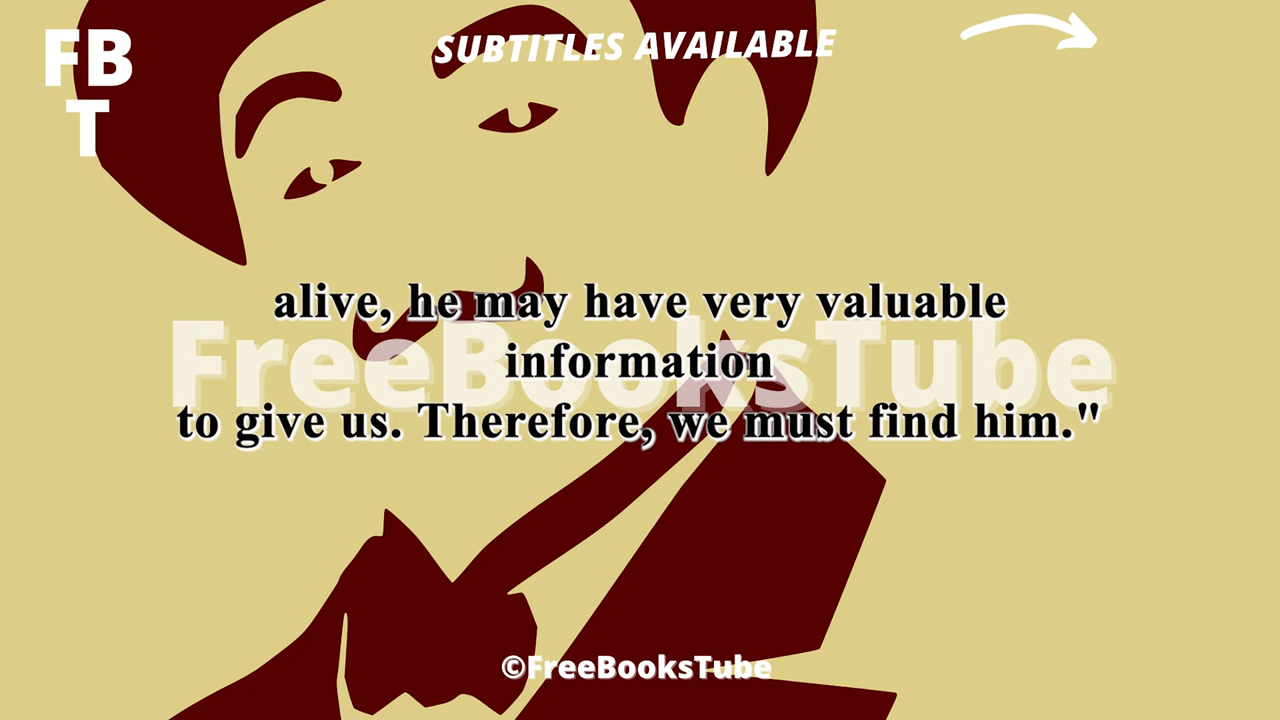 FB
T
SUBTITLES AVAILABLE
alive, he may have very valuable
information
FreeBooksTube
to give us. Therefore, we must find him."
©FreeBooksTube